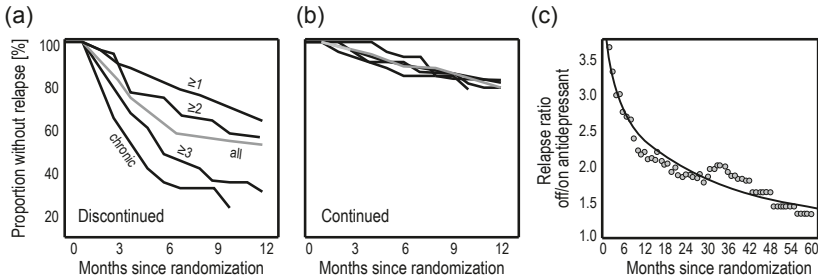 (a)
Proportion without relapse [%]
100
80
60
40
20
≥1
≥2
all
≥3
chronic
Discontinued
0 3 6 9 12
Months since randomization
(b)
Continued
0 3 6 9 12
Months since randomization
(c)
Relapse ratio
off/on antidepressant
3.5
3.0
2.5
2.0
1.5
1.0
0 6 12 18 24 30 36 42 48 54 60
Months since randomization